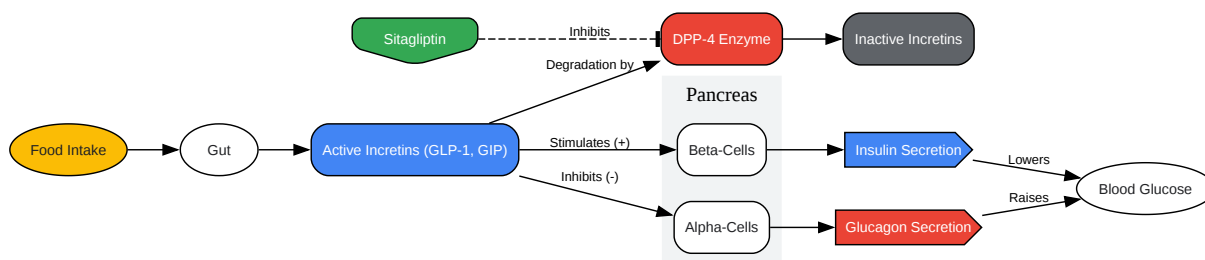 Sitagliptin
Inhibits
DPP-4 Enzyme
Inactive Incretins
Degradation by
Pancreas
Food Intake
Gut
Active Incretins (GLP-1, GIP)
Stimulates (+)
Beta-Cells
Insulin Secretion
Lowers
Blood Glucose
Inhibits (-)
Alpha-Cells
Glucagon Secretion
Raises